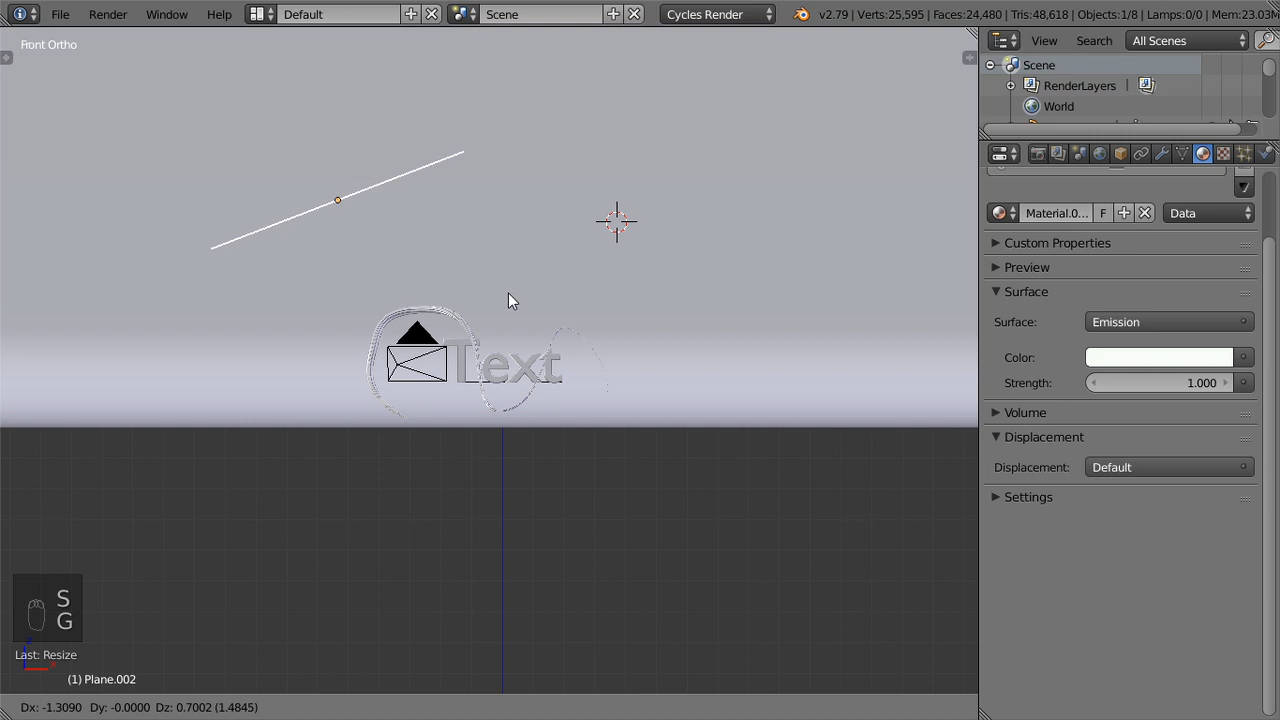 File Render Window Help Default Scene Cycles Render v2.79 | Verts:25,595 | Faces:24,480 | Tris:48,618 | Objects:1/8 | Lamps:0/0 | Mem:23.03M
Front Ortho
View Search All Scenes
Scene
RenderLayers
World
Material.0... F Data
Custom Properties
Preview
Surface
Surface: Emission
Color:
Strength: 1.000
Volume
Displacement
Displacement: Default
Settings
Text
S
G
Last: Resize
(1) Plane.002
Dx: -1.3090 Dy: -0.0000 Dz: 0.7002 (1.4845)